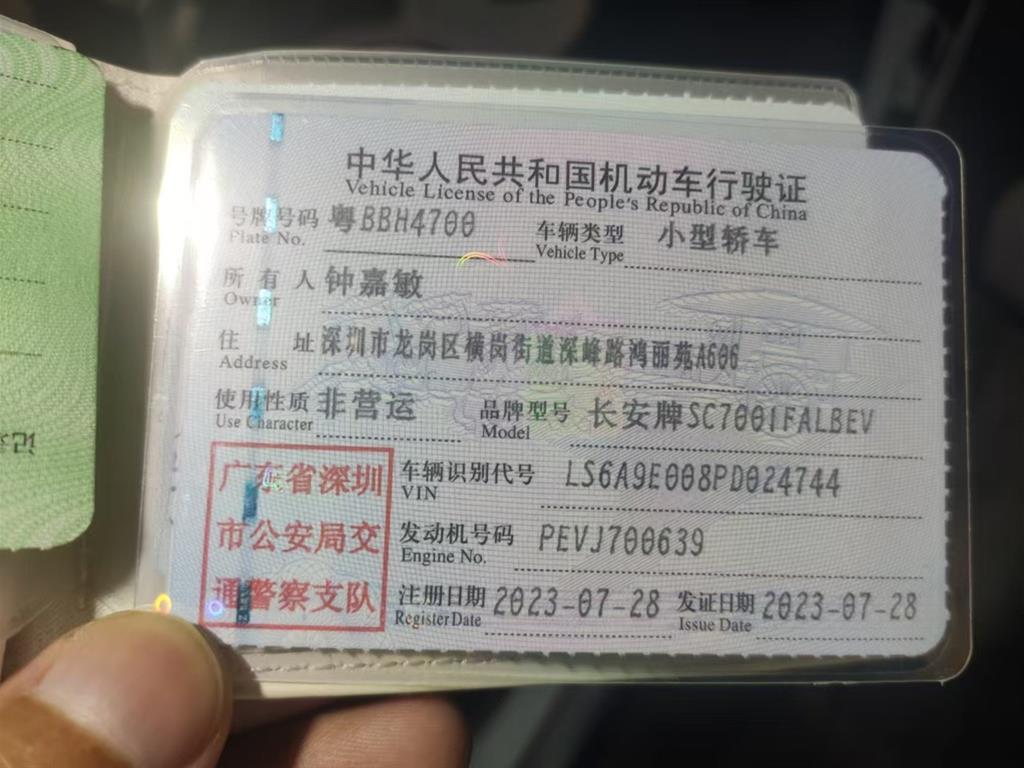 中华人民共和国机动车行驶证
Vehicle License of the People's Republic of China
号牌号码 粤BBH4700 车辆类型 小型轿车
Plate No. Vehicle Type
所有人 钟嘉敏
Owner
住址 深圳市龙岗区横岗街道深峰路鸿丽苑A606
Address
使用性质 非营运 品牌型号 长安牌SC7001FALBEV
Use Character Model
广东省深圳
市公安局交
通警察支队
车辆识别代号 LS6A9E008PD024744
VIN
发动机号码 PEVJ700639
Engine No.
注册日期 2023-07-28 发证日期 2023-07-28
Register Date Issue Date